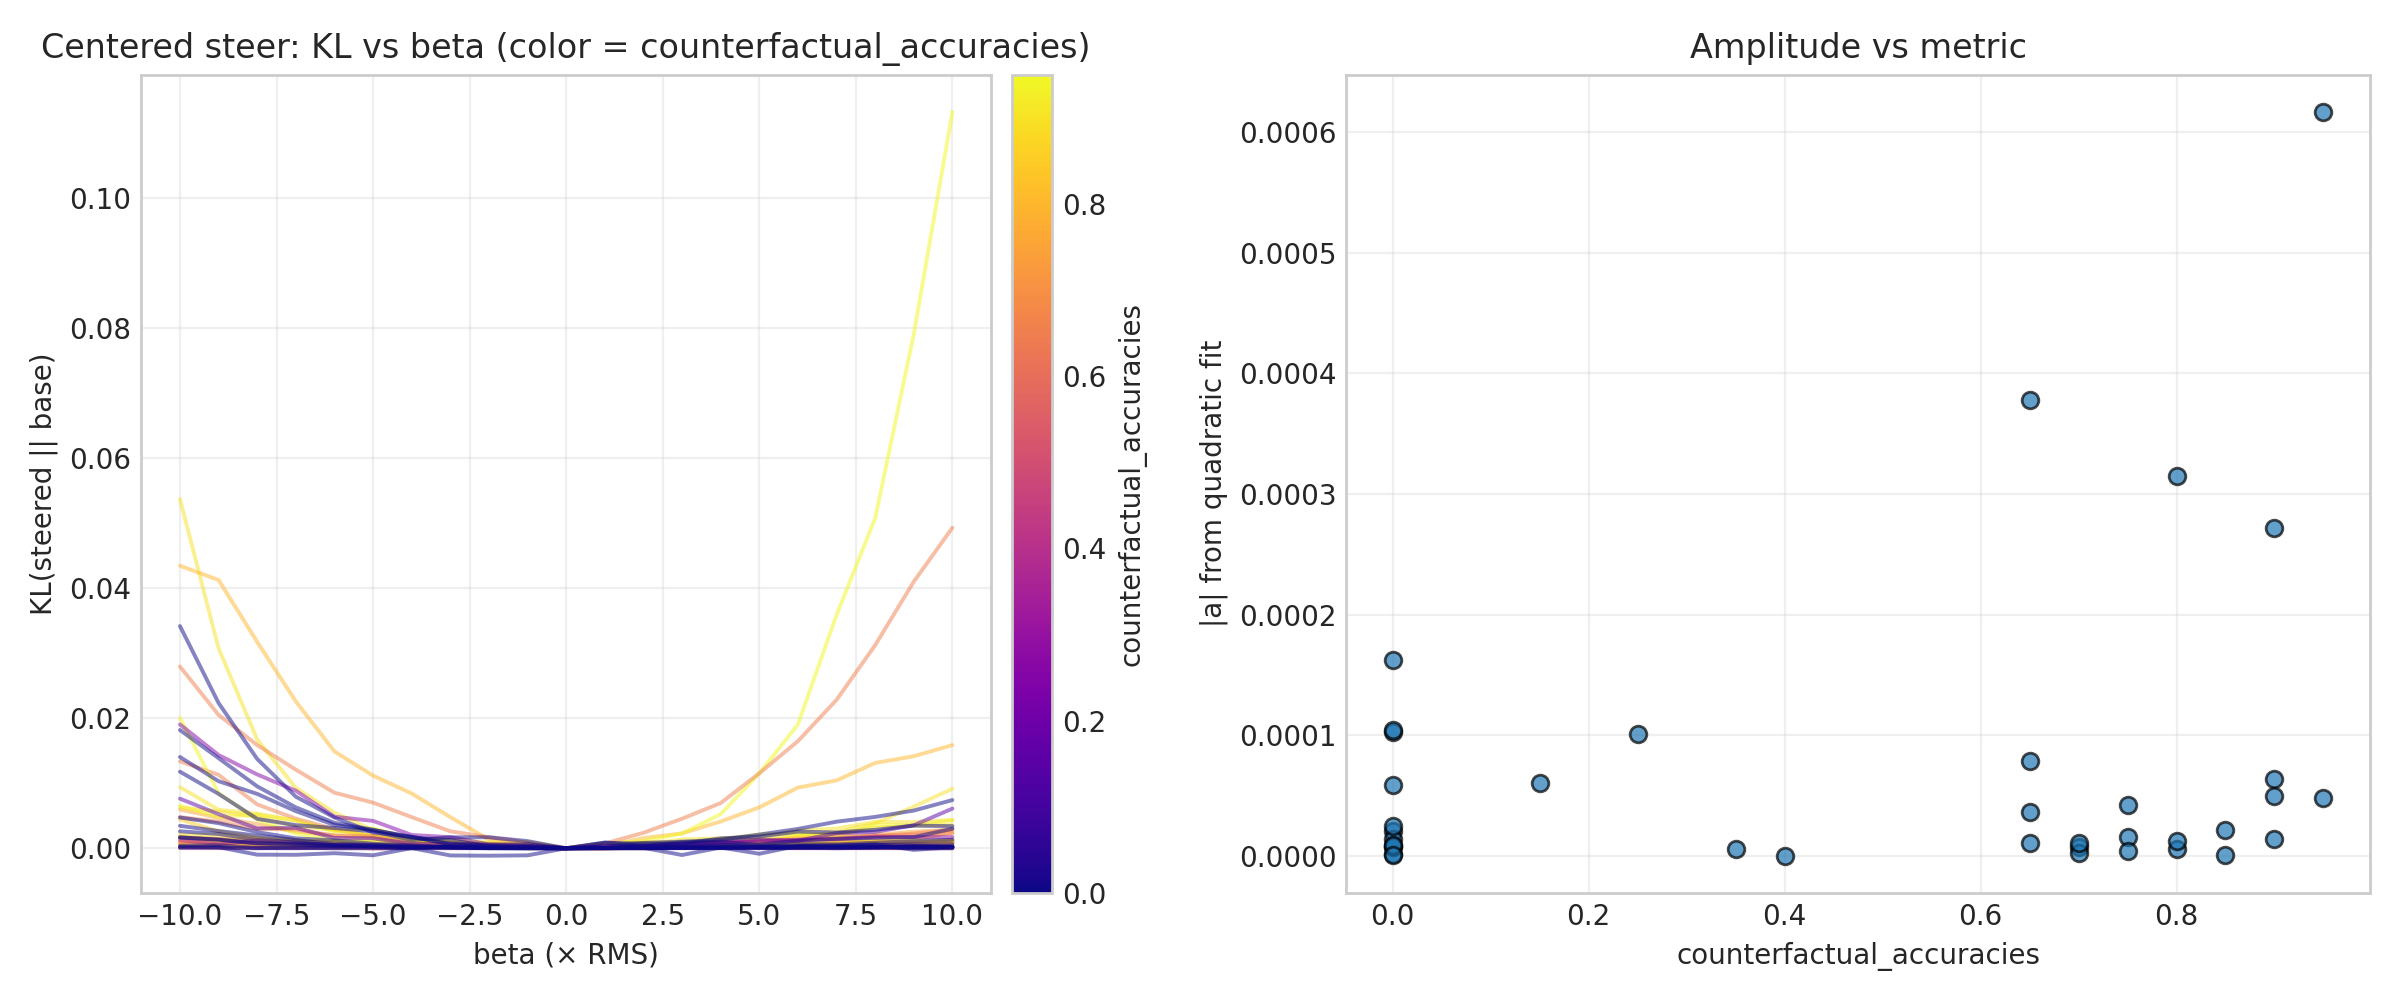 Centered steer: KL vs beta (color = counterfactual_accuracies)
KL(steered || base)
0.10
0.08
0.06
0.04
0.02
0.00
−10.0 −7.5 −5.0 −2.5 0.0 2.5 5.0 7.5 10.0
beta (× RMS)
0.8
0.6
0.4
0.2
0.0
counterfactual_accuracies
Amplitude vs metric
|a| from quadratic fit
0.0006
0.0005
0.0004
0.0003
0.0002
0.0001
0.0000
0.0 0.2 0.4 0.6 0.8
counterfactual_accuracies